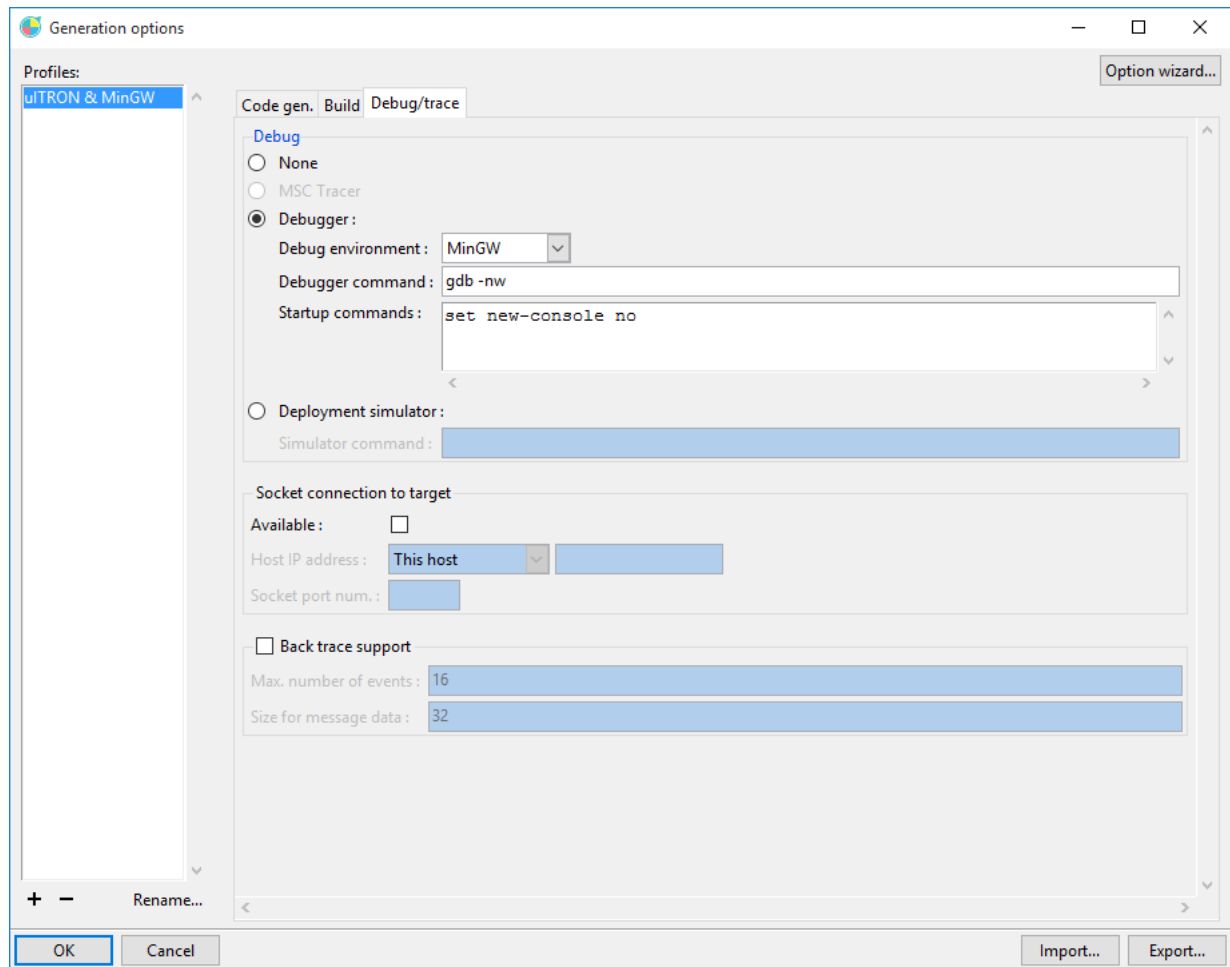 Generation options
Profiles:
Option wizard...
uITRON & MinGW
Code gen. Build Debug/trace
Debug
None
MSC Tracer
Debugger :
Debug environment : MinGW
Debugger command : gdb -nw
Startup commands : set new-console no
Deployment simulator :
Simulator command :
Socket connection to target
Available :
Host IP address : This host
Socket port num. :
Back trace support
Max. number of events : 16
Size for message data : 32
+ − Rename...
OK Cancel Import... Export...